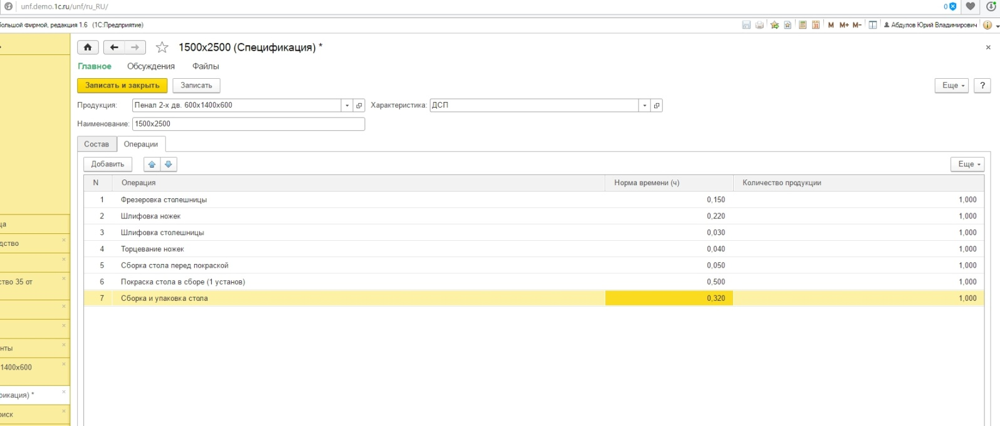 unf.demo.1c.ru/unf/ru_RU/
0
фирмой, редакция 1.6 (1С:Предприятие)
M M+ M-
Абдулов Юрий Владимирович
1500x2500 (Спецификация) *
Главное Обсуждения Файлы
Записать и закрыть Записать Еще ?
Продукция: Пенал 2-х дв. 600х1400х600 Характеристика: ДСП
Наименование: 1500x2500
Состав Операции
Добавить Еще
N Операция Норма времени (ч) Количество продукции
1 Фрезеровка столешницы 0,150 1,000
2 Шлифовка ножек 0,220 1,000
3 Шлифовка столешницы 0,030 1,000
4 Торцевание ножек 0,040 1,000
5 Сборка стола перед покраской 0,050 1,000
6 Покраска стола в сборе (1 установ) 0,500 1,000
7 Сборка и упаковка стола 0,320 1,000
ца
дство
тво 35 от
нты
1400х600
фикация) *
оиск